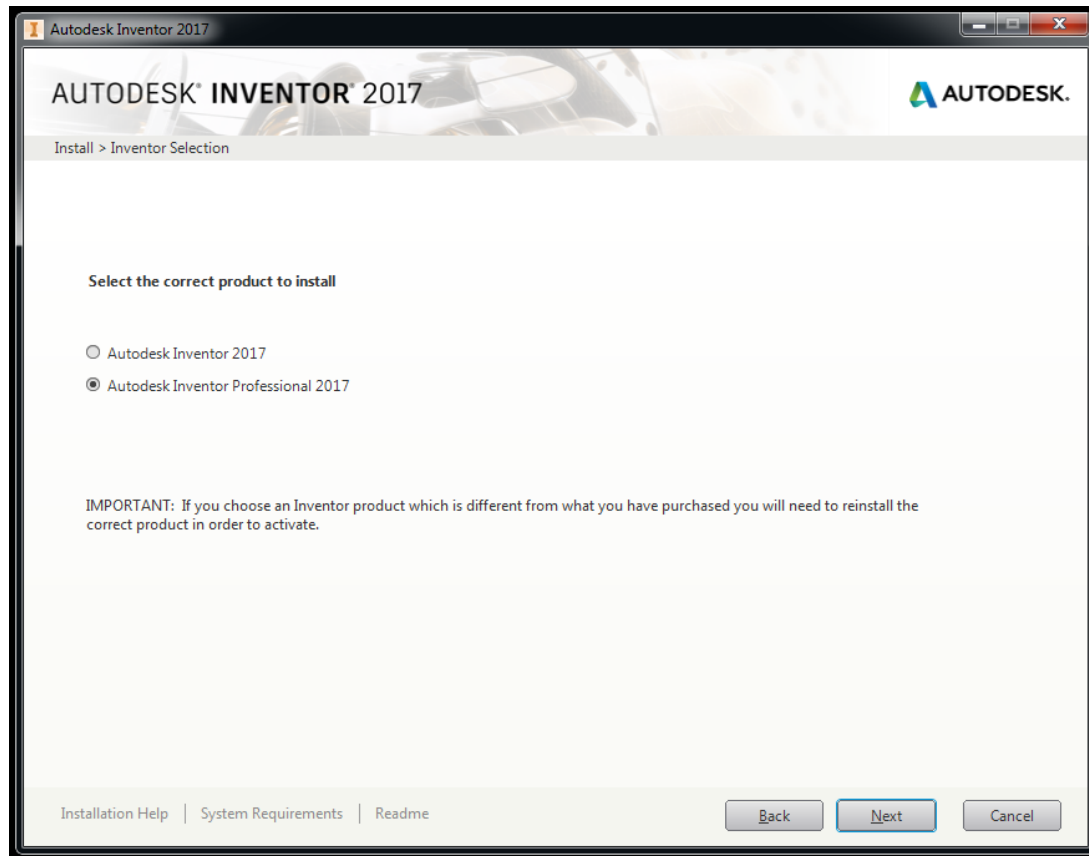 Autodesk Inventor 2017
AUTODESK® INVENTOR® 2017
AUTODESK.
Install > Inventor Selection
Select the correct product to install
Autodesk Inventor 2017
Autodesk Inventor Professional 2017
IMPORTANT: If you choose an Inventor product which is different from what you have purchased you will need to reinstall the
correct product in order to activate.
Installation Help | System Requirements | Readme
Back Next Cancel